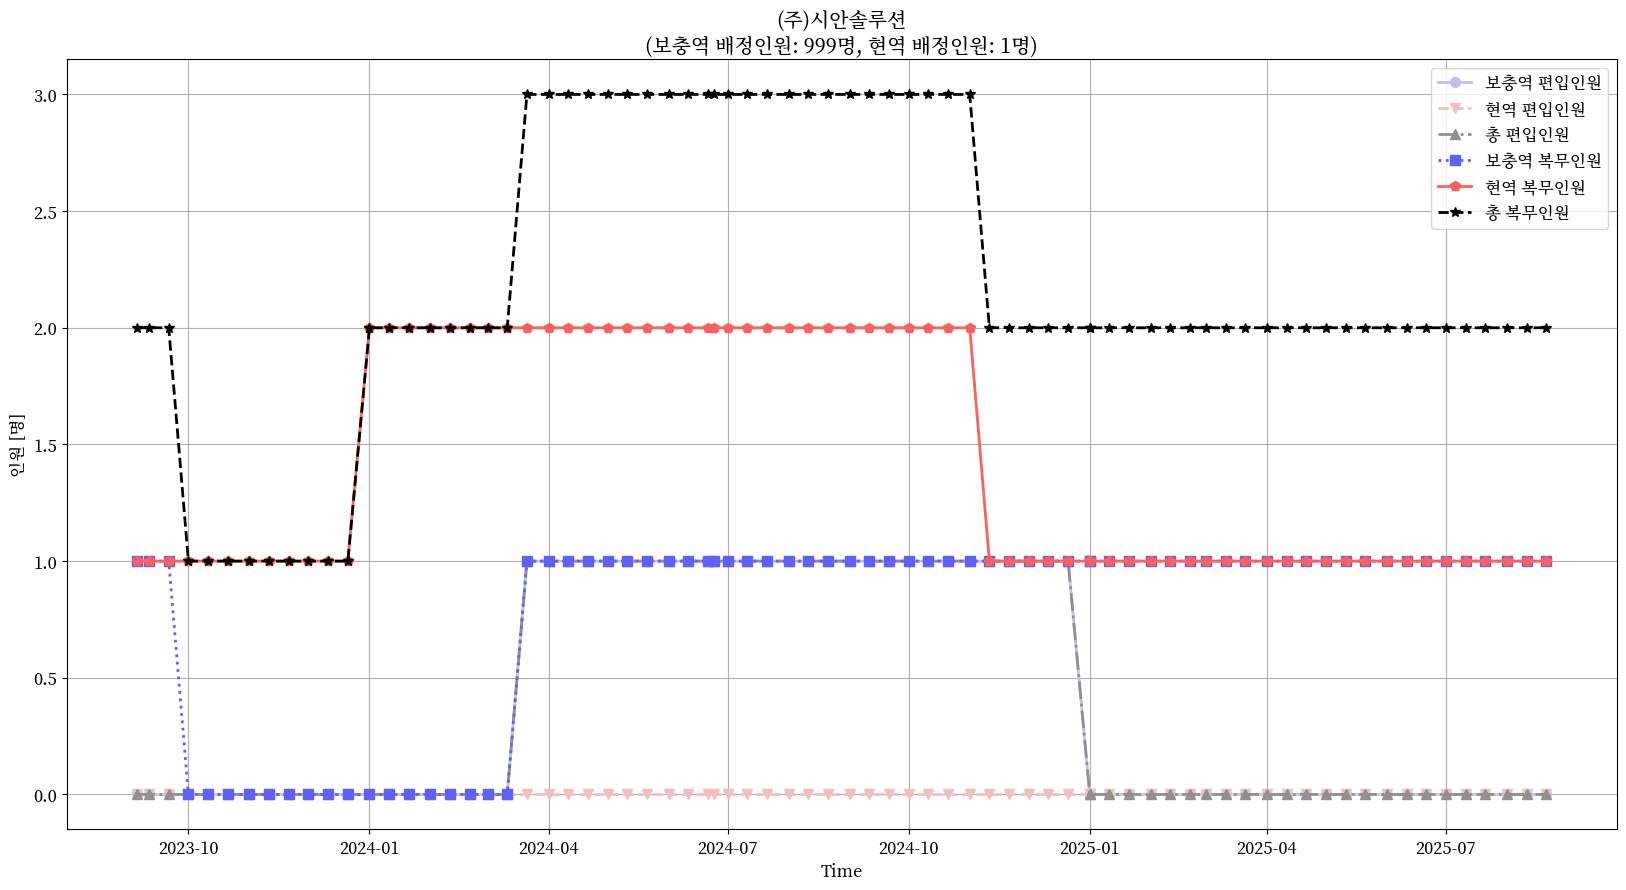 (주)시안솔루션
(보충역 배정인원: 999명, 현역 배정인원: 1명)
보충역 편입인원
현역 편입인원
총 편입인원
보충역 복무인원
현역 복무인원
총 복무인원
인원 [명]
3.0
2.5
2.0
1.5
1.0
0.5
0.0
2023-10
2024-01
2024-04
2024-07
2024-10
2025-01
2025-04
2025-07
Time